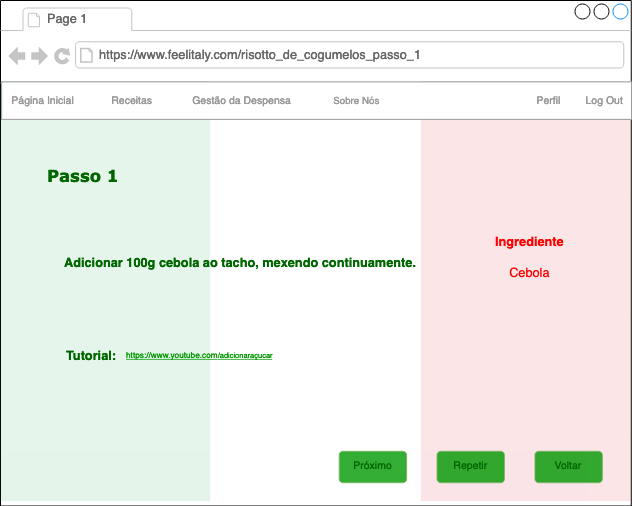 Page 1
https://www.feelitaly.com/risotto_de_cogumelos_passo_1
Página Inicial Receitas Gestão da Despensa Sobre Nós Perfil Log Out
Passo 1
Ingrediente
Adicionar 100g cebola ao tacho, mexendo continuamente.
Cebola
Tutorial: https://www.youtube.com/adicionaraçucar
Próximo Repetir Voltar